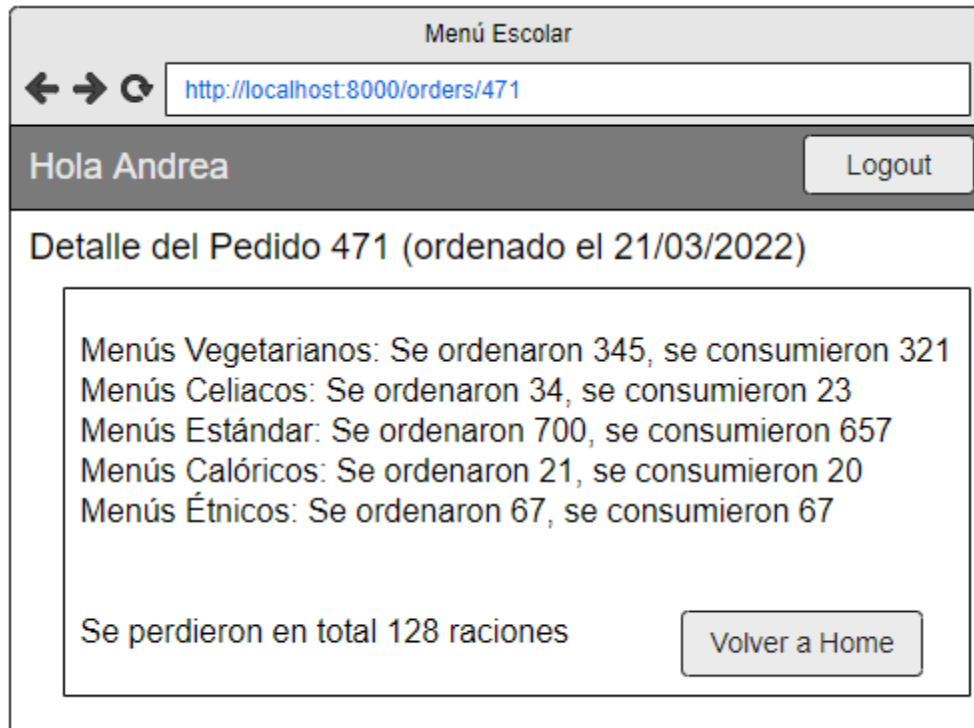 Menú Escolar
http://localhost:8000/orders/471
Hola Andrea
Logout
Detalle del Pedido 471 (ordenado el 21/03/2022)
Menús Vegetarianos: Se ordenaron 345, se consumieron 321
Menús Celiacos: Se ordenaron 34, se consumieron 23
Menús Estándar: Se ordenaron 700, se consumieron 657
Menús Calóricos: Se ordenaron 21, se consumieron 20
Menús Étnicos: Se ordenaron 67, se consumieron 67
Se perdieron en total 128 raciones
Volver a Home